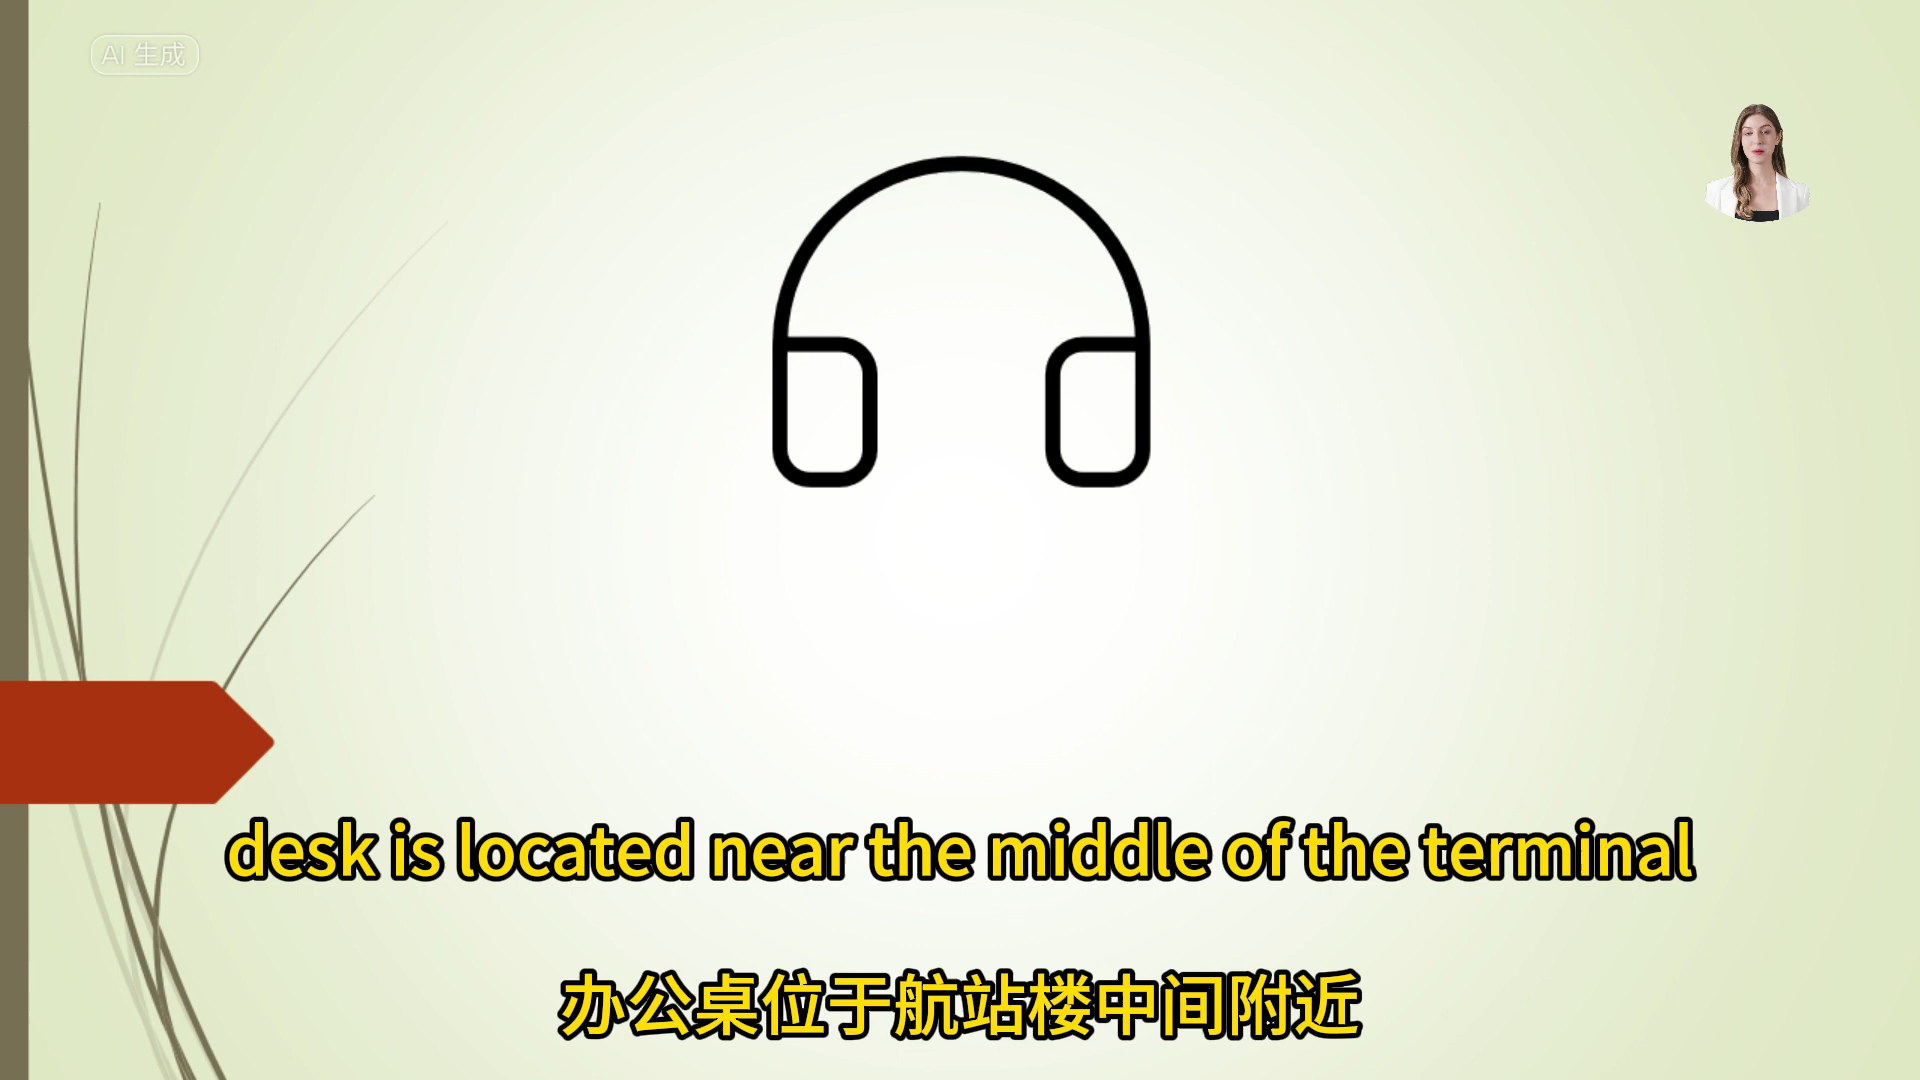 AI 生成
desk is located near the middle of the terminal
办公桌位于航站楼中间附近